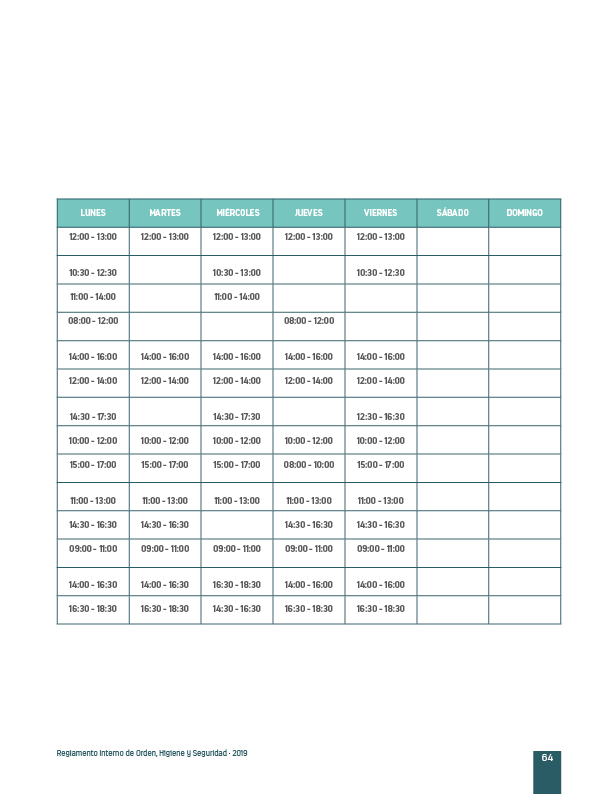 LUNES MARTES MIÉRCOLES JUEVES VIERNES SÁBADO DOMINGO
12:00 - 13:00 12:00 - 13:00 12:00 - 13:00 12:00 - 13:00 12:00 - 13:00
10:30 - 12:30 10:30 - 13:00 10:30 - 12:30
11:00 - 14:00 11:00 - 14:00
08:00 - 12:00 08:00 - 12:00
14:00 - 16:00 14:00 - 16:00 14:00 - 16:00 14:00 - 16:00 14:00 - 16:00
12:00 - 14:00 12:00 - 14:00 12:00 - 14:00 12:00 - 14:00 12:00 - 14:00
14:30 - 17:30 14:30 - 17:30 12:30 - 16:30
10:00 - 12:00 10:00 - 12:00 10:00 - 12:00 10:00 - 12:00 10:00 - 12:00
15:00 - 17:00 15:00 - 17:00 15:00 - 17:00 08:00 - 10:00 15:00 - 17:00
11:00 - 13:00 11:00 - 13:00 11:00 - 13:00 11:00 - 13:00 11:00 - 13:00
14:30 - 16:30 14:30 - 16:30 14:30 - 16:30 14:30 - 16:30
09:00 - 11:00 09:00 - 11:00 09:00 - 11:00 09:00 - 11:00 09:00 - 11:00
14:00 - 16:30 14:00 - 16:30 16:30 - 18:30 14:00 - 16:00 14:00 - 16:00
16:30 - 18:30 16:30 - 18:30 14:30 - 16:30 16:30 - 18:30 16:30 - 18:30
Reglamento Interno de Orden, Higiene y Seguridad · 2019
64